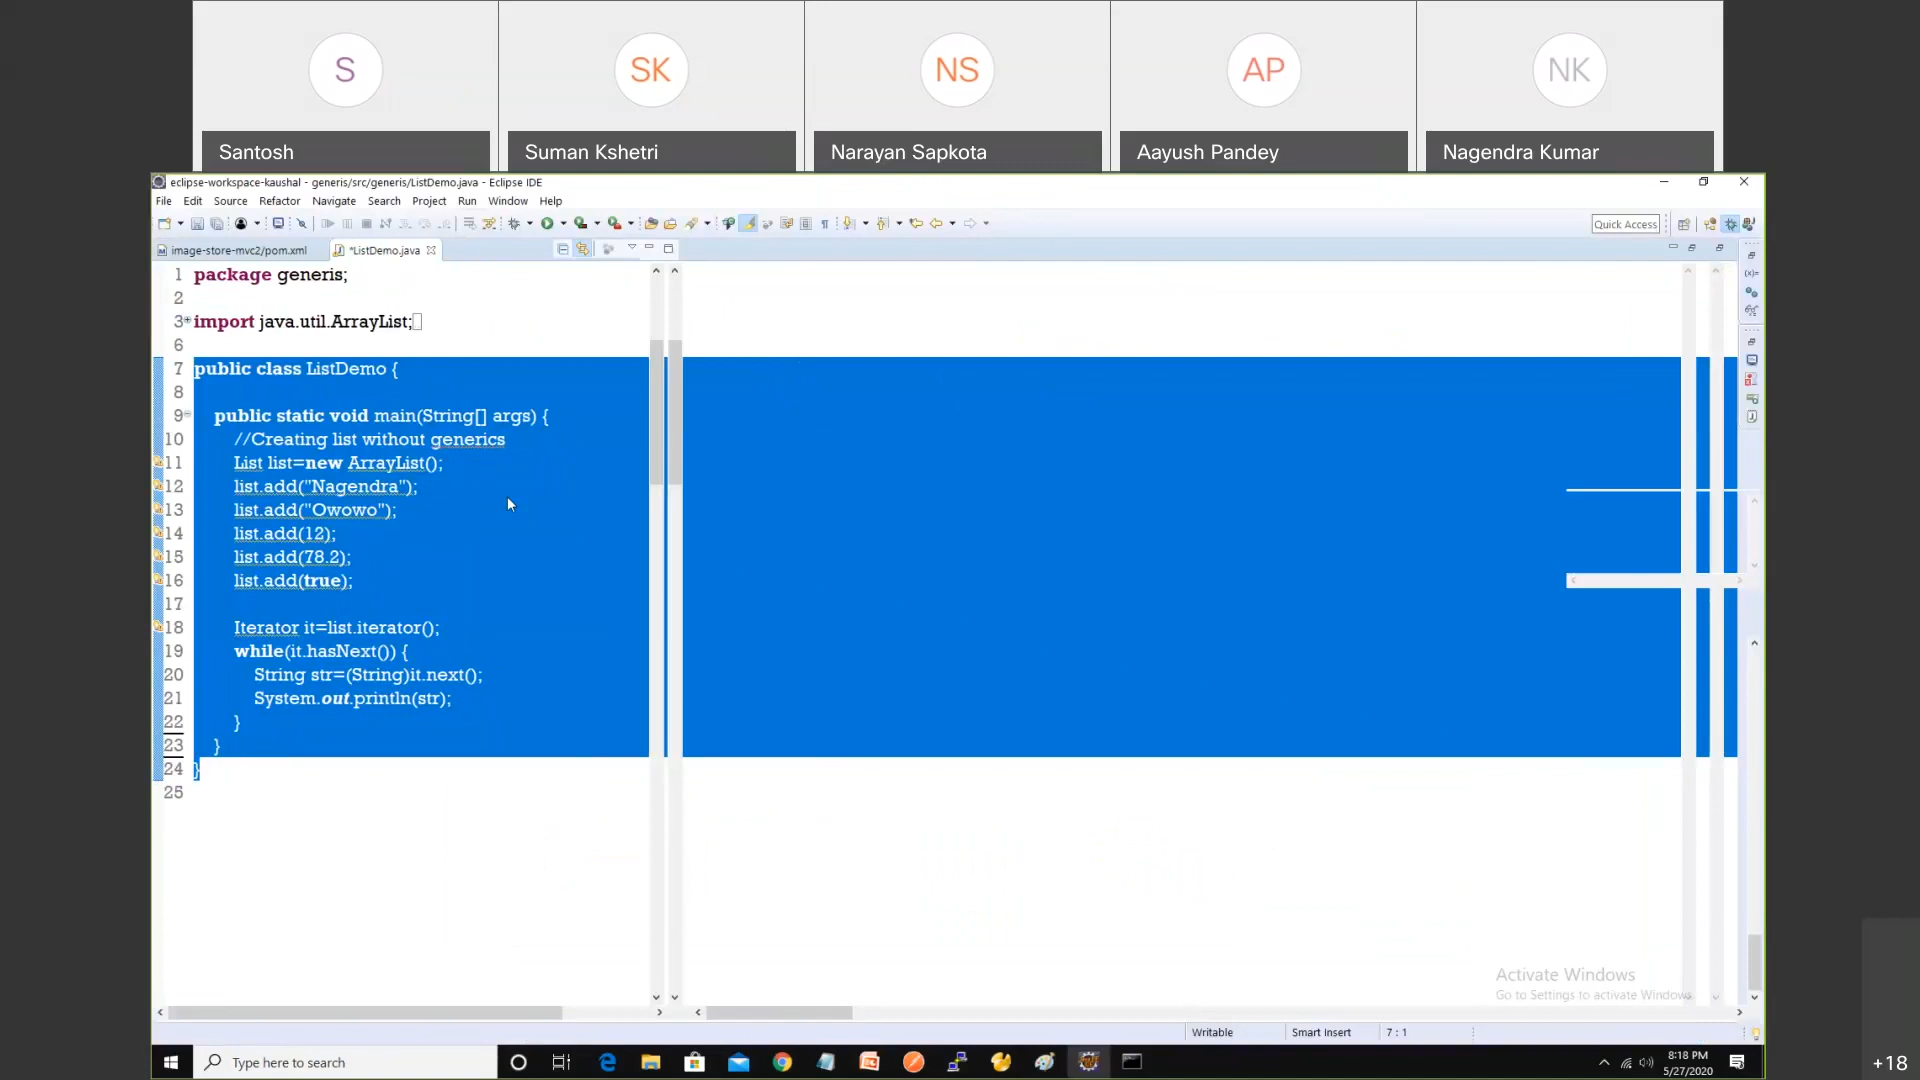 S
SK
NS
AP
NK
Santosh
Suman Kshetri
Narayan Sapkota
Aayush Pandey
Nagendra Kumar
eclipse-workspace-kaushal - generis/src/generis/ListDemo.java - Eclipse IDE
File Edit Source Refactor Navigate Search Project Run Window Help
Quick Access
image-store-mvc2/pom.xml
*ListDemo.java
1 package generis;
2
3 import java.util.ArrayList;
6
7 public class ListDemo {
8
9 public static void main(String[] args) {
10 //Creating list without generics
11 List list=new ArrayList();
12 list.add("Nagendra");
13 list.add("Owowo");
14 list.add(12);
15 list.add(78.2);
16 list.add(true);
17
18 Iterator it=list.iterator();
19 while(it.hasNext()) {
20 String str=(String)it.next();
21 System.out.println(str);
22 }
23 }
24 }
25
Activate Windows
Go to Settings to activate Windows.
Writable
Smart Insert
7 : 1
Type here to search
8:18 PM
5/27/2020
+18